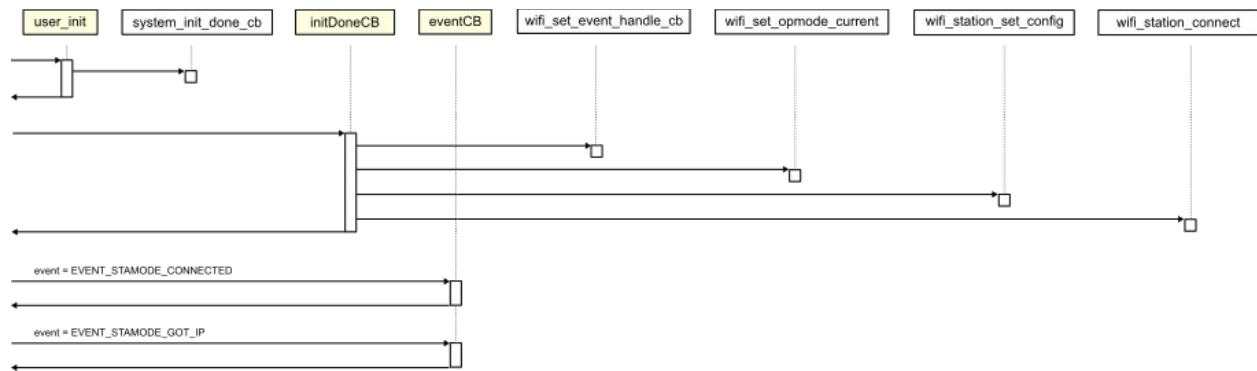 user_init
system_init_done_cb
initDoneCB
eventCB
wifi_set_event_handle_cb
wifi_set_opmode_current
wifi_station_set_config
wifi_station_connect
event = EVENT_STAMODE_CONNECTED
event = EVENT_STAMODE_GOT_IP